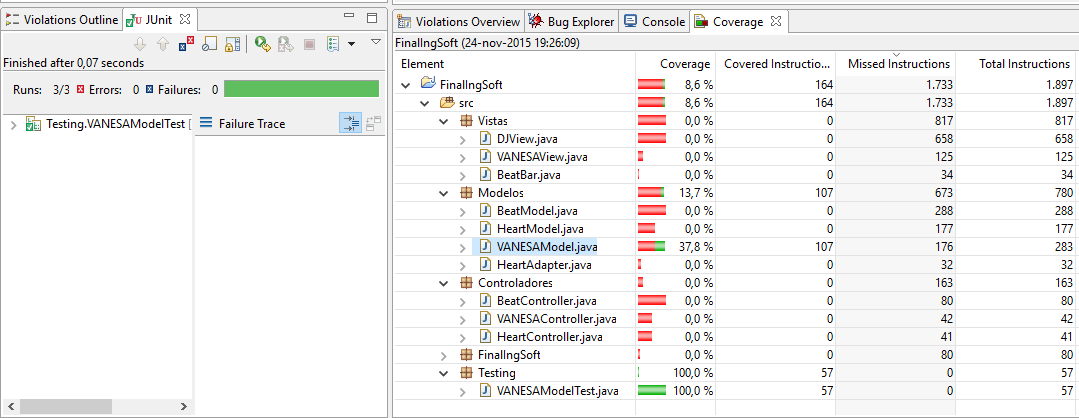 Violations Outline JUnit
Finished after 0,07 seconds
Runs: 3/3 Errors: 0 Failures: 0
Testing.VANESAModelTest [
Failure Trace
Violations Overview Bug Explorer Console Coverage
FinalIngSoft (24-nov-2015 19:26:09)
Element Coverage Covered Instructio... Missed Instructions Total Instructions
FinalIngSoft 8,6 % 164 1.733 1.897
src 8,6 % 164 1.733 1.897
Vistas 0,0 % 0 817 817
DJView.java 0,0 % 0 658 658
VANESAView.java 0,0 % 0 125 125
BeatBar.java 0,0 % 0 34 34
Modelos 13,7 % 107 673 780
BeatModel.java 0,0 % 0 288 288
HeartModel.java 0,0 % 0 177 177
VANESAModel.java 37,8 % 107 176 283
HeartAdapter.java 0,0 % 0 32 32
Controladores 0,0 % 0 163 163
BeatController.java 0,0 % 0 80 80
VANESAController.java 0,0 % 0 42 42
HeartController.java 0,0 % 0 41 41
FinalIngSoft 0,0 % 0 80 80
Testing 100,0 % 57 0 57
VANESAModelTest.java 100,0 % 57 0 57